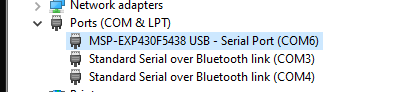 Network adapters
Ports (COM & LPT)
MSP-EXP430F5438 USB - Serial Port (COM6)
Standard Serial over Bluetooth link (COM3)
Standard Serial over Bluetooth link (COM4)